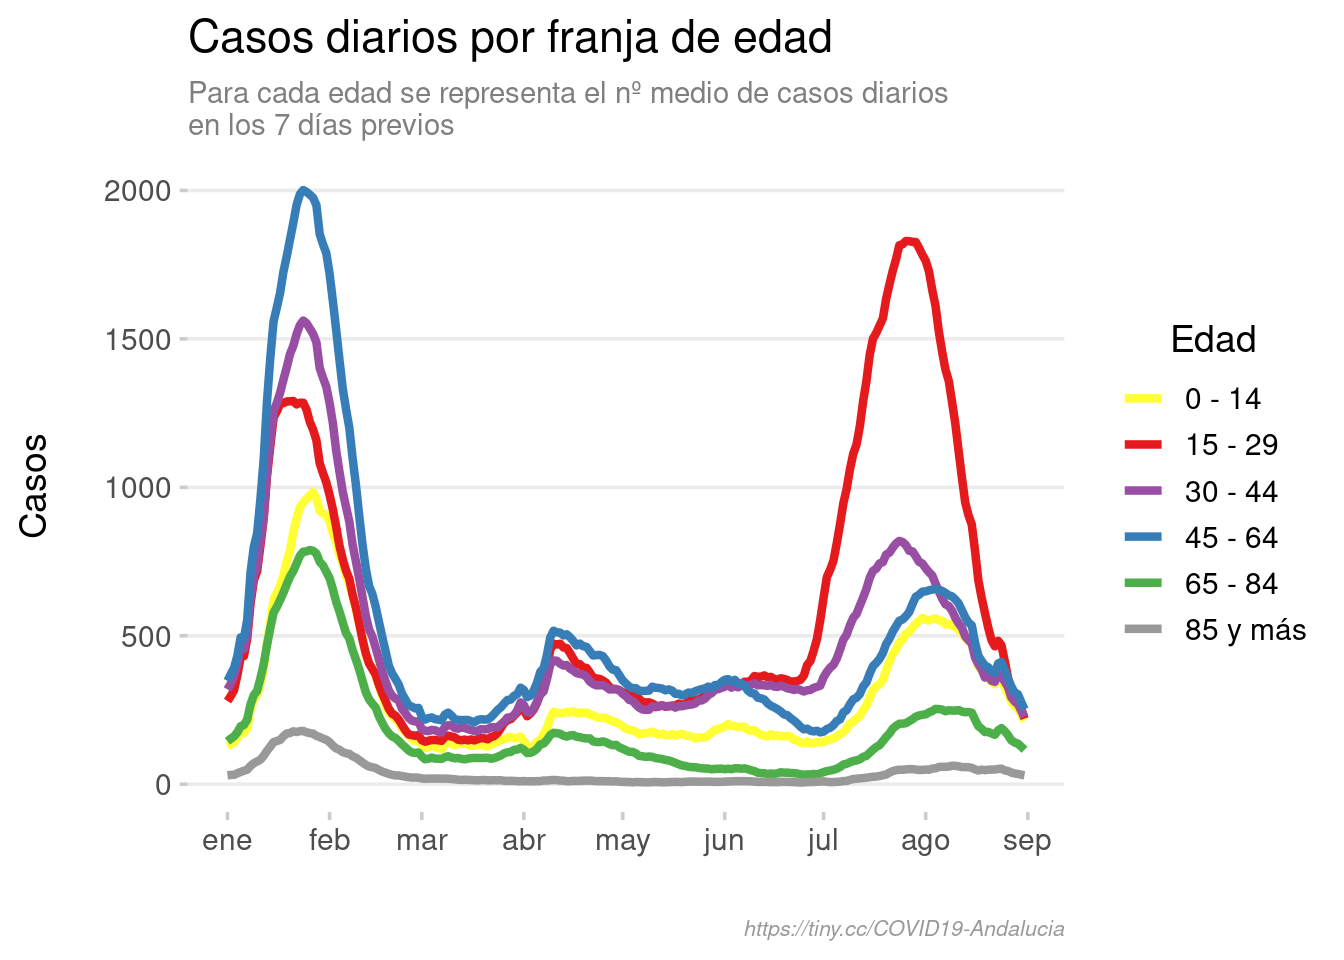 Casos diarios por franja de edad
Para cada edad se representa el nº medio de casos diarios
en los 7 días previos
Casos
2000
1500
1000
500
0
ene feb mar abr may jun jul ago sep
Edad
0 - 14
15 - 29
30 - 44
45 - 64
65 - 84
85 y más
https://tiny.cc/COVID19-Andalucia